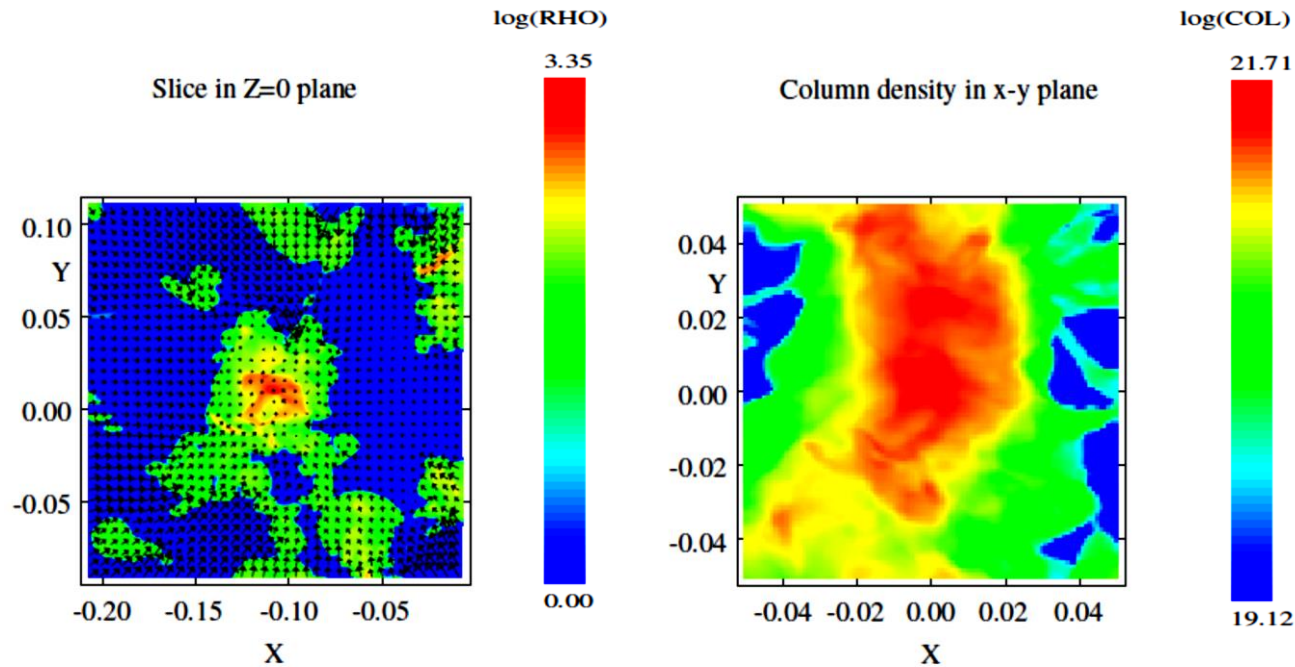 log(RHO)
3.35
Slice in Z=0 plane
0.10
Y
0.05
0.00
-0.05
-0.20 -0.15 -0.10 -0.05
X
0.00
log(COL)
21.71
Column density in x-y plane
0.04
Y
0.02
0.00
-0.02
-0.04
-0.04 -0.02 0.00 0.02 0.04
X
19.12